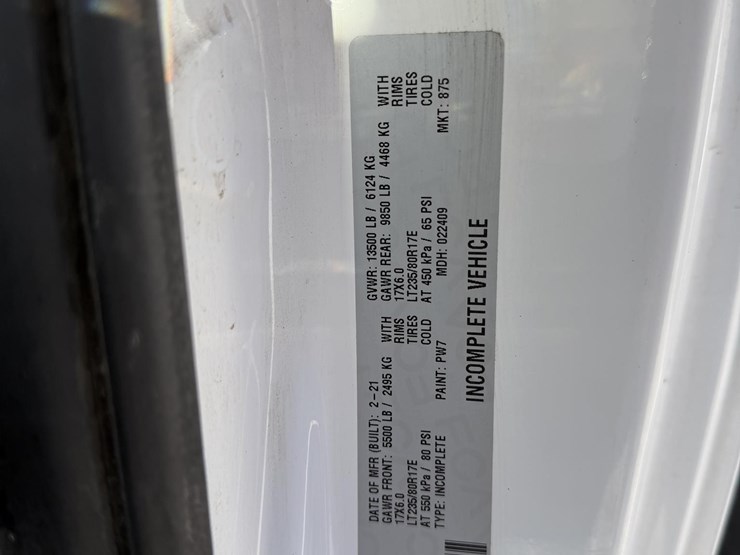 DATE OF MFR (BUILT): 2-21 GVWR: 13500 LB / 6124 KG
GAWR FRONT: 5500 LB / 2495 KG WITH GAWR REAR: 9850 LB / 4468 KG WITH
17X6.0 RIMS 17X6.0 RIMS
LT235/80R17E TIRES LT235/80R17E TIRES
AT 550 kPa / 80 PSI COLD AT 450 kPa / 65 PSI COLD
TYPE: INCOMPLETE PAINT: PW7 MDH: 022409 MKT: 875
INCOMPLETE VEHICLE